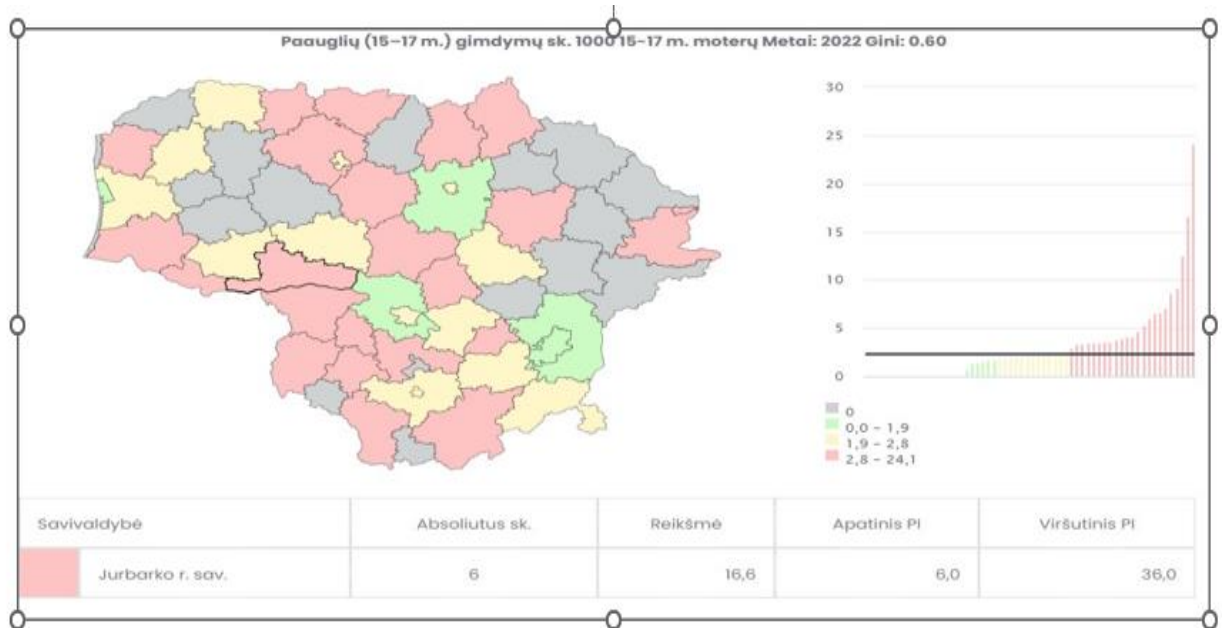 Paauglių (15–17 m.) gimdymų sk. 1000 15-17 m. moterų Metai: 2022 Gini: 0.60
30
25
20
15
10
5
0
0
0,0 – 1,9
1,9 – 2,8
2,8 – 24,1
Savivaldybė Absoliutus sk. Reikšmė Apatinis PI Viršutinis PI
Jurbarko r. sav. 6 16,6 6,0 36,0